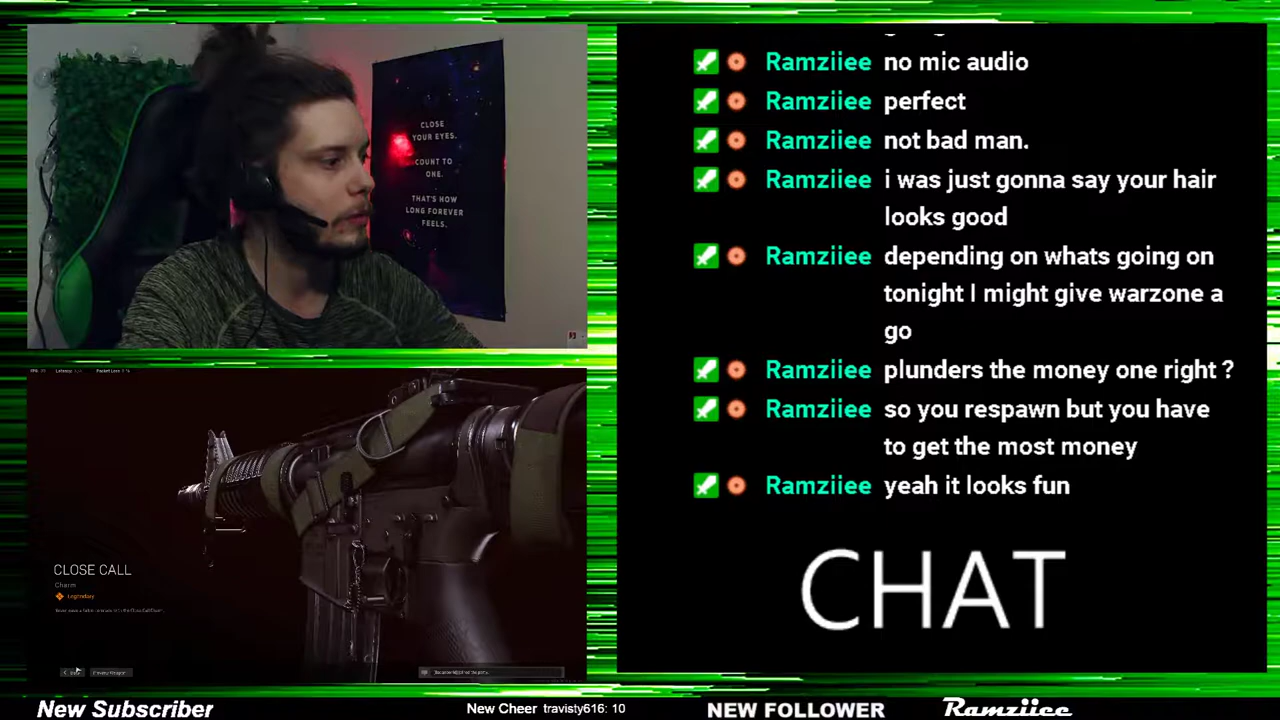 CLOSE
YOUR EYES.
COUNT TO
ONE.
THAT'S HOW
LONG FOREVER
FEELS.
CLOSE CALL
Charm
Legendary
Ramziiee no mic audio
Ramziiee perfect
Ramziiee not bad man.
Ramziiee i was just gonna say your hair
looks good
Ramziiee depending on whats going on
tonight I might give warzone a
go
Ramziiee plunders the money one right ?
Ramziiee so you respawn but you have
to get the most money
Ramziiee yeah it looks fun
CHAT
New Subscriber New Cheer travisty616: 10 NEW FOLLOWER Ramziiee